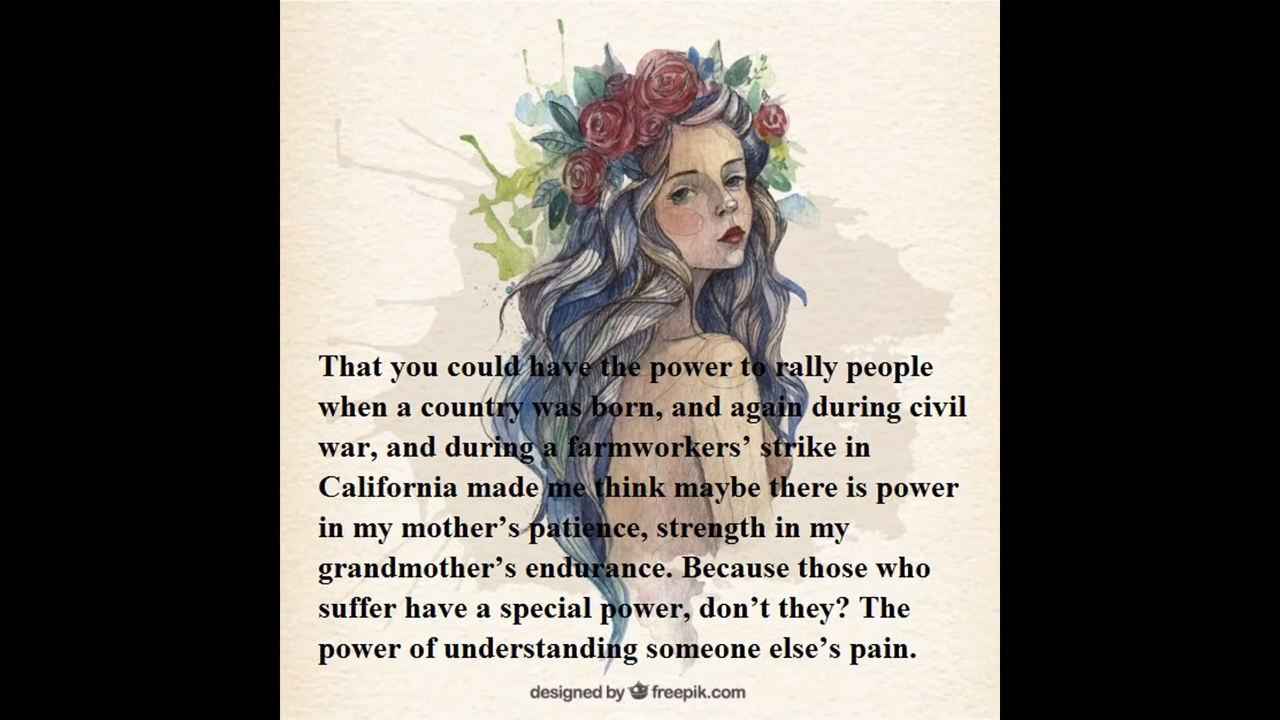 That you could have the power to rally people
when a country was born, and again during civil
war, and during a farmworkers’ strike in
California made me think maybe there is power
in my mother’s patience, strength in my
grandmother’s endurance. Because those who
suffer have a special power, don’t they? The
power of understanding someone else’s pain.
designed by freepik.com